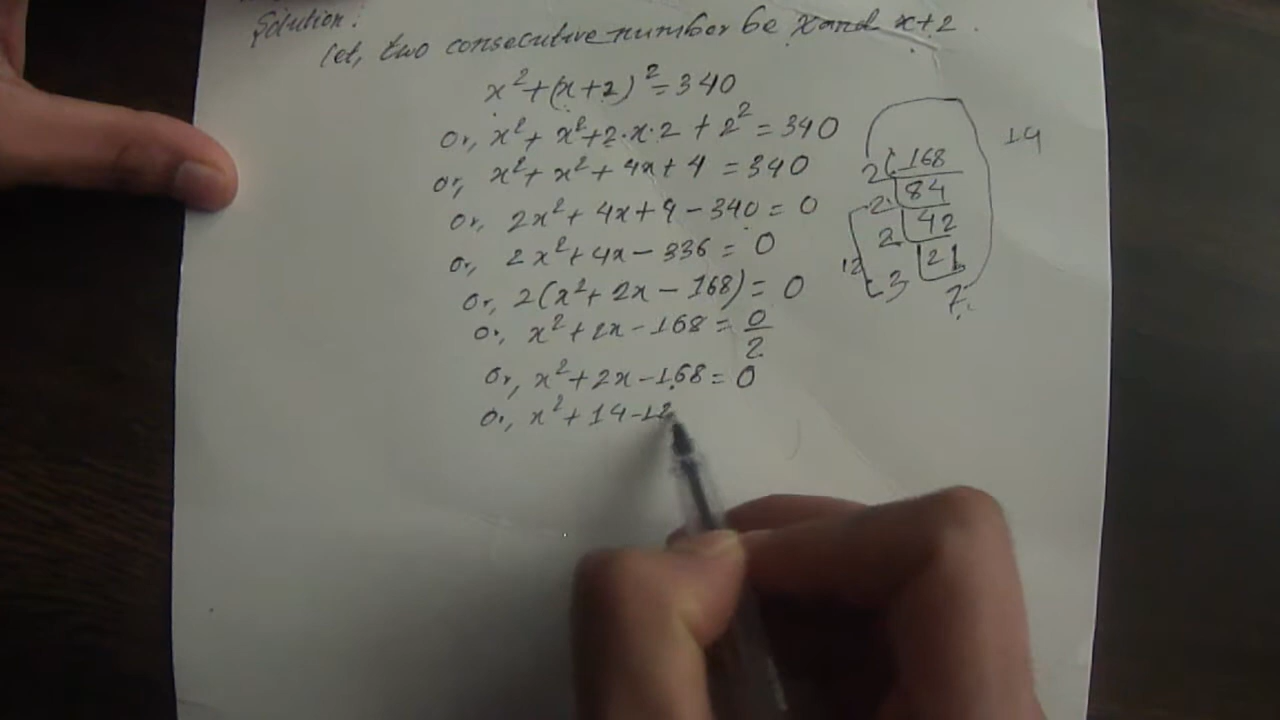 Solution:
Let, two consecutive number be x and x+2.
x²+(x+2)²=340
Or, x²+x²+2·x·2+2²=340
or, x²+x²+4x+4=340
or, 2x²+4x+4-340=0
or, 2x²+4x-336=0
or, 2(x²+2x-168)=0
or, x²+2x-168=0/2
or, x²+2x-168=0
or, x²+14-12
2 168
2 84
2 42
3 21
7
12
14